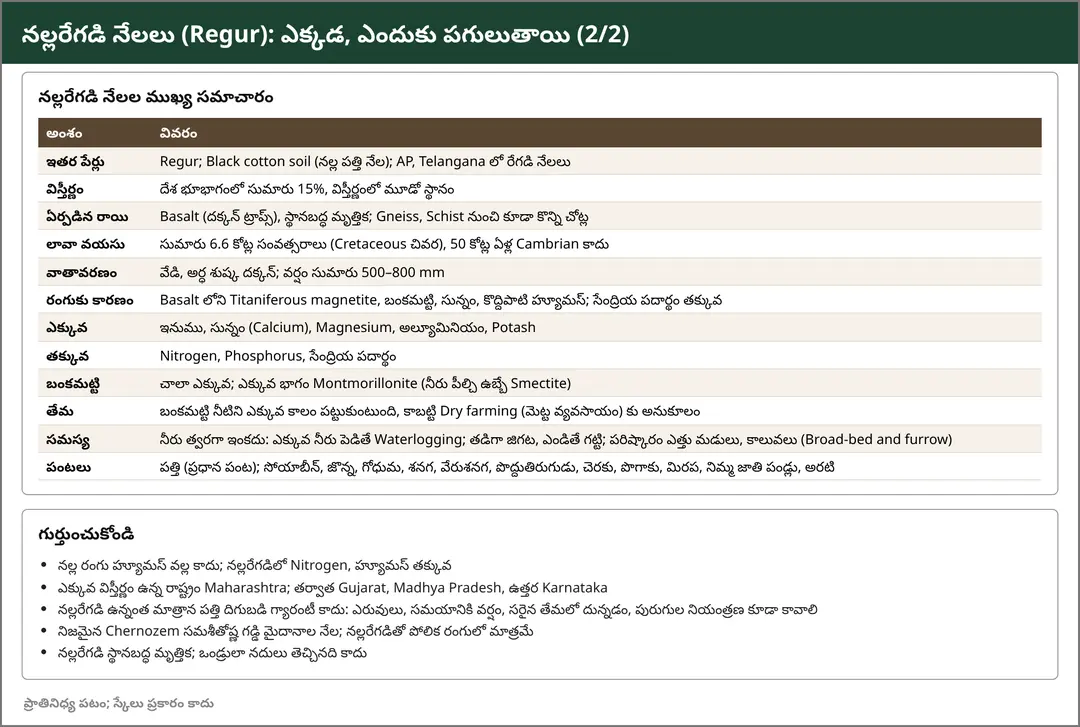 నల్లరేగడి నేలలు (Regur): ఎక్కడ, ఎందుకు పగులుతాయి (2/2)
నల్లరేగడి నేలల ముఖ్య సమాచారం
అంశం వివరం
ఇతర పేర్లు Regur; Black cotton soil (నల్ల పత్తి నేల); AP, Telangana లో రేగడి నేలలు
విస్తీర్ణం దేశ భూభాగంలో సుమారు 15%, విస్తీర్ణంలో మూడో స్థానం
ఏర్పడిన రాయి Basalt (దక్కన్ ట్రాప్స్), స్థానబద్ధ మృత్తిక; Gneiss, Schist నుంచి కూడా కొన్ని చోట్ల
లావా వయసు సుమారు 6.6 కోట్ల సంవత్సరాలు (Cretaceous చివర), 50 కోట్ల ఏళ్ల Cambrian కాదు
వాతావరణం వేడి, అర్ధ శుష్క దక్కన్; వర్షం సుమారు 500–800 mm
రంగుకు కారణం Basalt లోని Titaniferous magnetite, బంకమట్టి, సున్నం, కొద్దిపాటి హ్యూమస్; సేంద్రియ పదార్థం తక్కువ
ఎక్కువ ఇనుము, సున్నం (Calcium), Magnesium, అల్యూమినియం, Potash
తక్కువ Nitrogen, Phosphorus, సేంద్రియ పదార్థం
బంకమట్టి చాలా ఎక్కువ; ఎక్కువ భాగం Montmorillonite (నీరు పీల్చి ఉబ్బే Smectite)
తేమ బంకమట్టి నీటిని ఎక్కువ కాలం పట్టుకుంటుంది, కాబట్టి Dry farming (మెట్ట వ్యవసాయం) కు అనుకూలం
సమస్య నీరు త్వరగా ఇంకదు: ఎక్కువ నీరు పెడితే Waterlogging; తడిగా జిగట, ఎండితే గట్టి; పరిష్కారం ఎత్తు మడులు, కాలువలు (Broad-bed and furrow)
పంటలు పత్తి (ప్రధాన పంట); సోయాబీన్, జొన్న, గోధుమ, శనగ, వేరుశనగ, పొద్దుతిరుగుడు, చెరకు, పొగాకు, మిరప, నిమ్మ జాతి పండ్లు, అరటి
గుర్తుంచుకోండి
• నల్ల రంగు హ్యూమస్ వల్ల కాదు; నల్లరేగడిలో Nitrogen, హ్యూమస్ తక్కువ
• ఎక్కువ విస్తీర్ణం ఉన్న రాష్ట్రం Maharashtra; తర్వాత Gujarat, Madhya Pradesh, ఉత్తర Karnataka
• నల్లరేగడి ఉన్నంత మాత్రాన పత్తి దిగుబడి గ్యారంటీ కాదు: ఎరువులు, సమయానికి వర్షం, సరైన తేమలో దున్నడం, పురుగుల నియంత్రణ కూడా కావాలి
• నిజమైన Chernozem సమశీతోష్ణ గడ్డి మైదానాల నేల; నల్లరేగడితో పోలిక రంగులో మాత్రమే
• నల్లరేగడి స్థానబద్ధ మృత్తిక; ఒండ్రులా నదులు తెచ్చినది కాదు
ప్రాతినిధ్య పటం; స్కేలు ప్రకారం కాదు